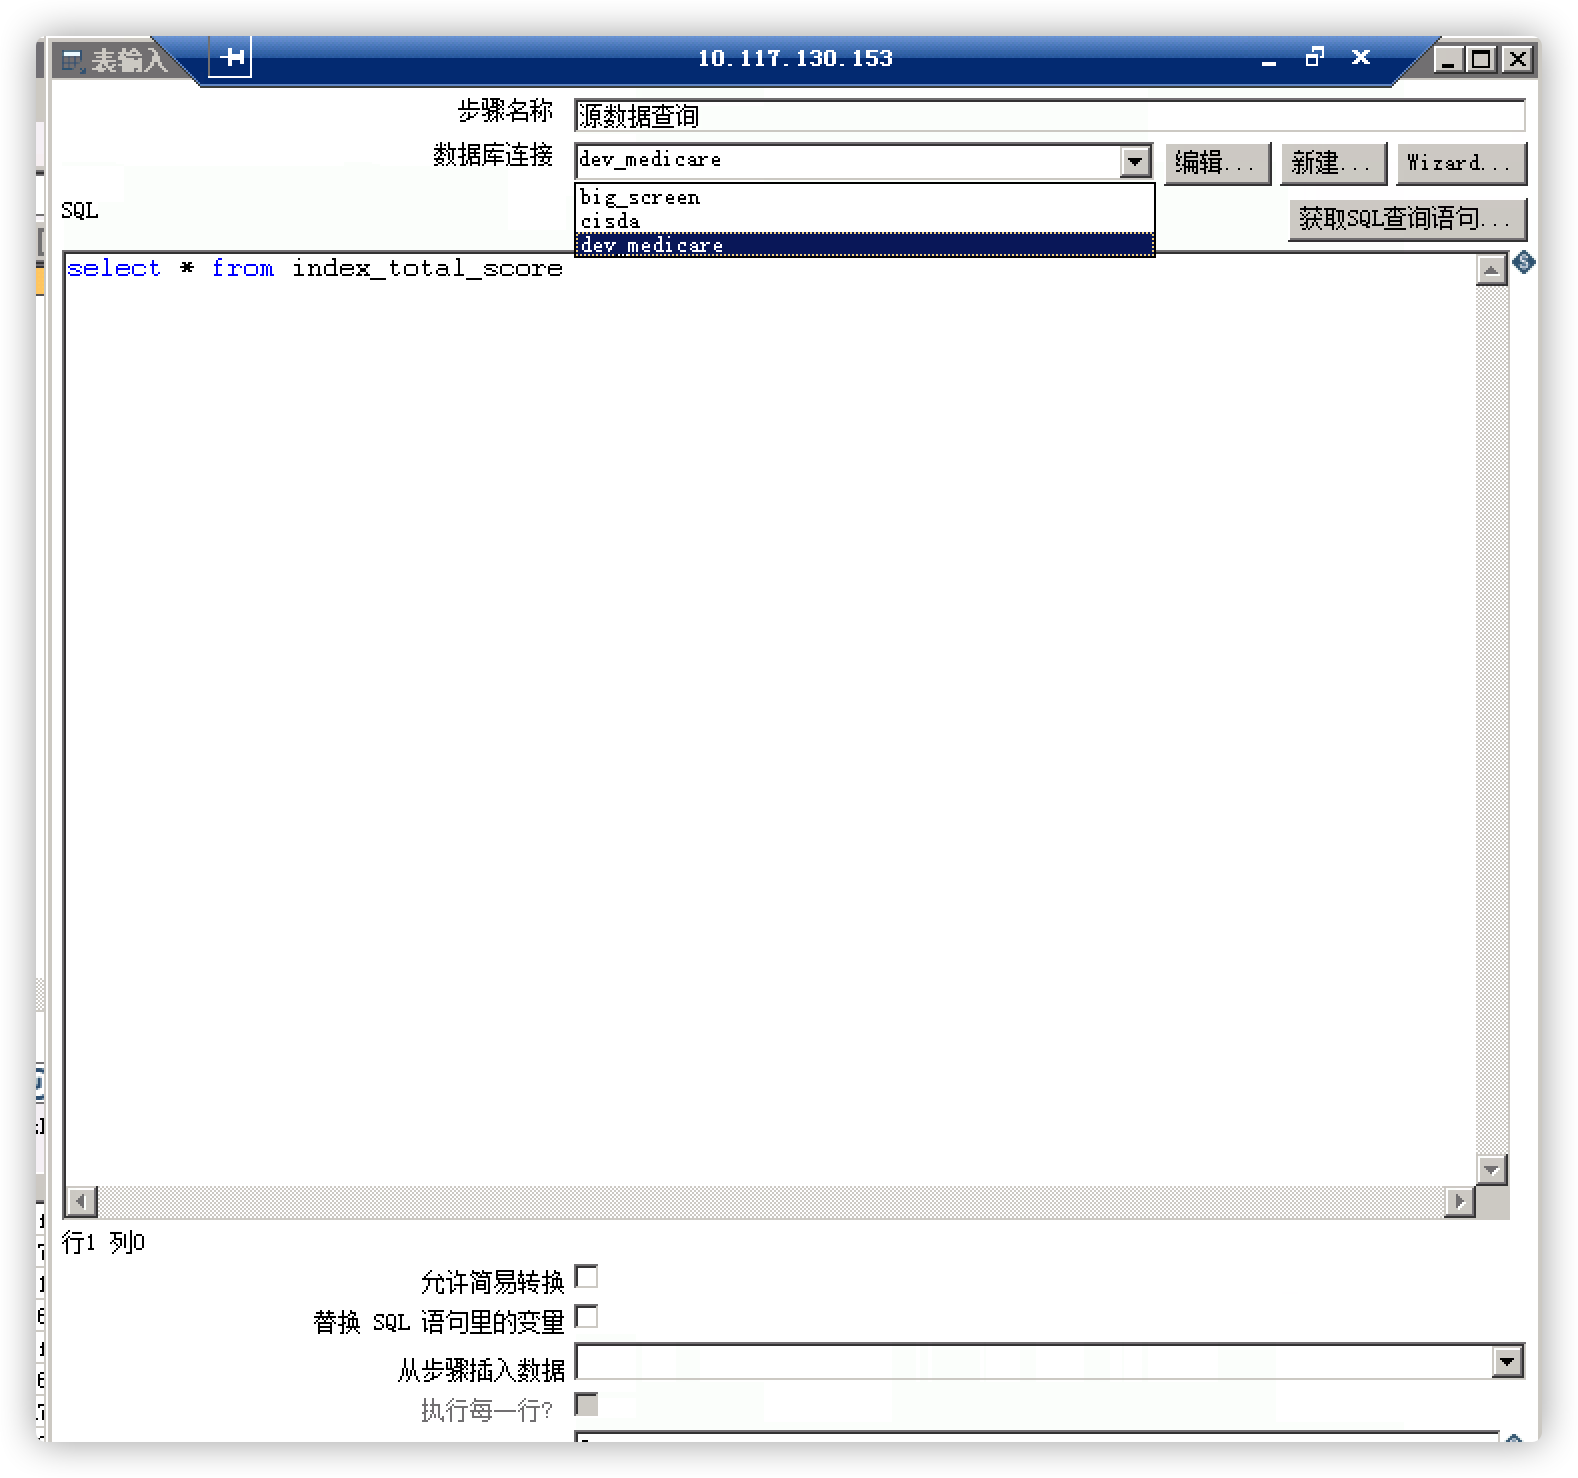 表输入
10.117.130.153
步骤名称 源数据查询
数据库连接 dev_medicare 编辑... 新建... Wizard...
big_screen
cisda
dev_medicare
SQL
获取SQL查询语句...
select * from index_total_score
行1 列0
允许简易转换
替换 SQL 语句里的变量
从步骤插入数据
执行每一行?